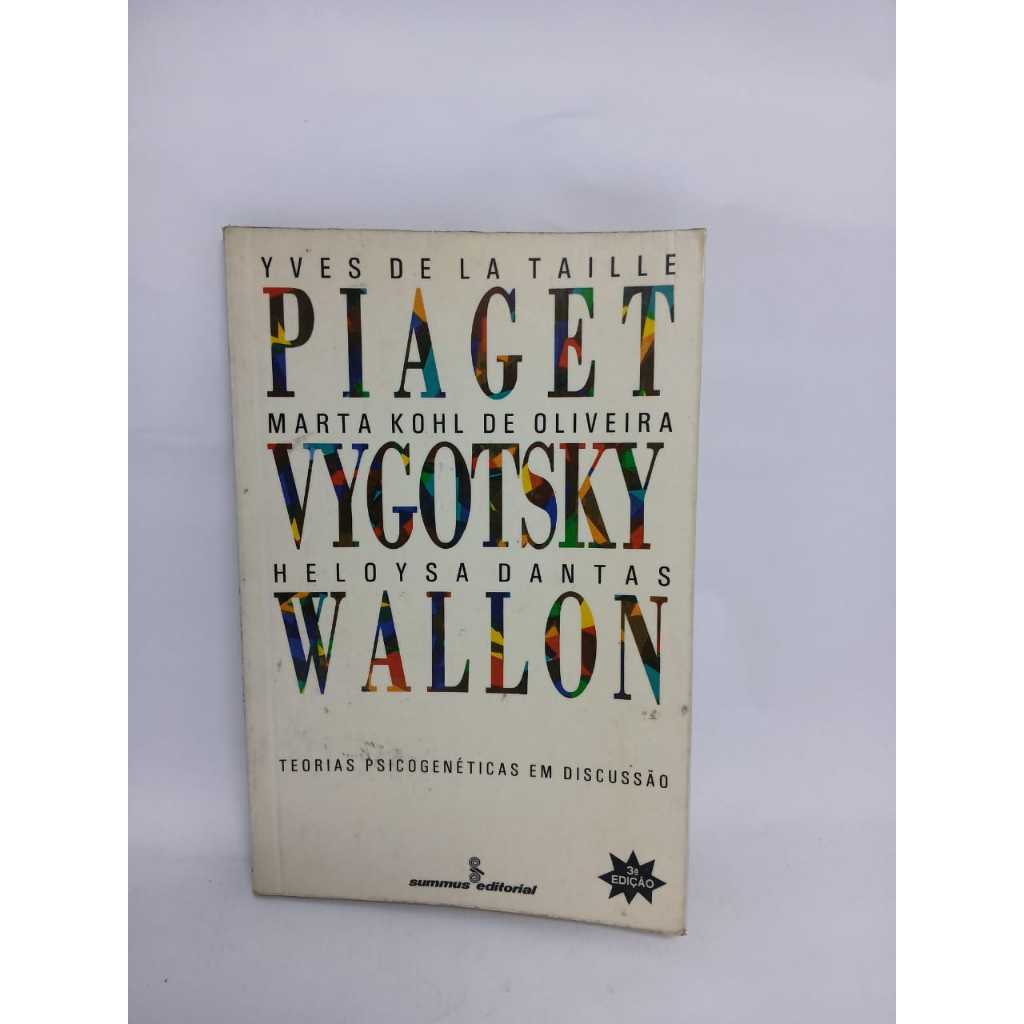 YVES DE LA TAILLE
PIAGET
MARTA KOHL DE OLIVEIRA
VYGOTSKY
HELOYSA DANTAS
WALLON
TEORIAS PSICOGENÉTICAS EM DISCUSSÃO
summus editorial
3ª
EDIÇÃO